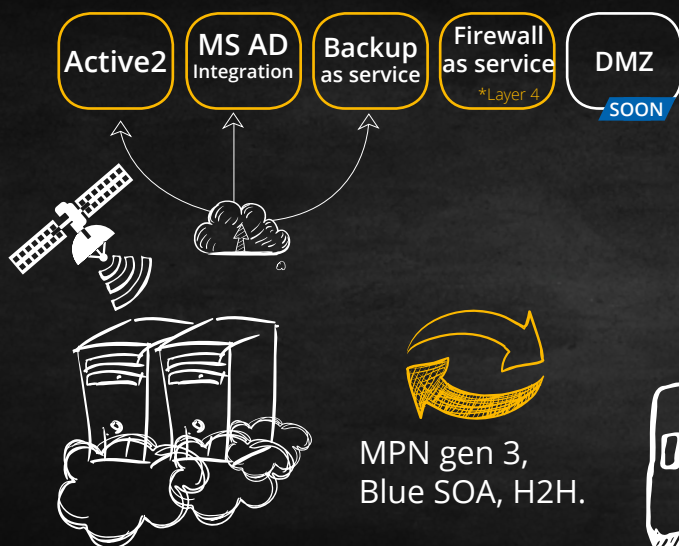 Active2
MS AD
Integration
Backup
as service
Firewall
as service
*Layer 4
DMZ
SOON
MPN gen 3,
Blue SOA, H2H.